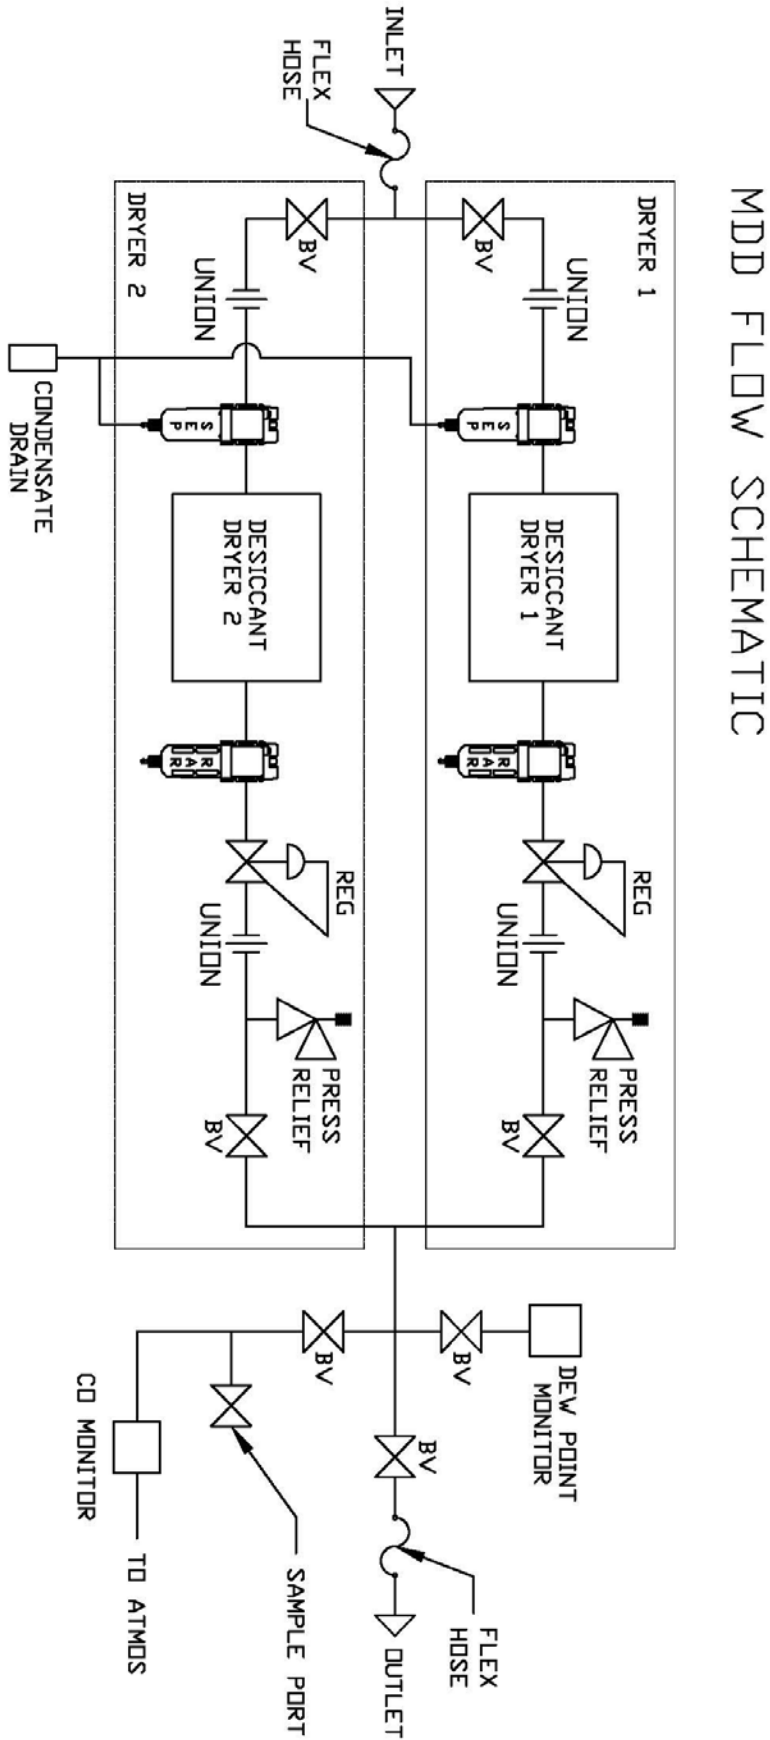 MDD FLOW SCHEMATIC
DRYER 1
UNION
BV
SEP
DESICCANT
DRYER 1
RAR
REG
UNION
PRESS
RELIEF
BV
INLET
FLEX
HOSE
DRYER 2
BV
UNION
SEP
DESICCANT
DRYER 2
RAR
REG
UNION
PRESS
RELIEF
BV
CONDENSATE
DRAIN
DEW POINT
MONITOR
BV
BV
BV
FLEX
HOSE
OUTLET
SAMPLE PORT
CO MONITOR
TO ATMOS